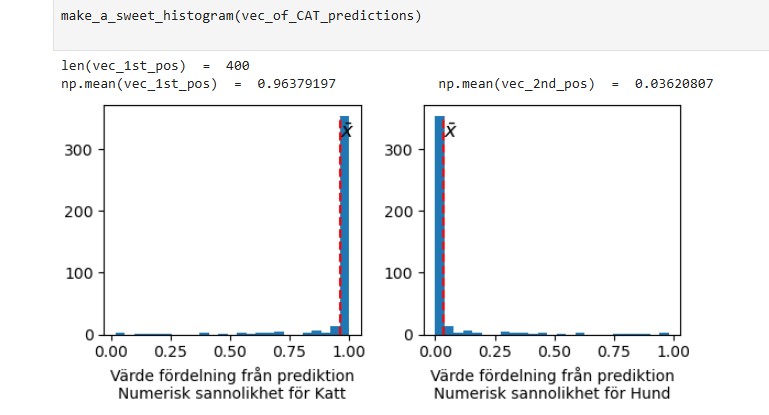 make_a_sweet_histogram(vec_of_CAT_predictions)
len(vec_1st_pos)  =  400
np.mean(vec_1st_pos)  =  0.96379197
np.mean(vec_2nd_pos)  =  0.03620807
x̄
x̄
300
200
100
0
0.00 0.25 0.50 0.75 1.00
Värde fördelning från prediktion
Numerisk sannolikhet för Katt
300
200
100
0
0.00 0.25 0.50 0.75 1.00
Värde fördelning från prediktion
Numerisk sannolikhet för Hund